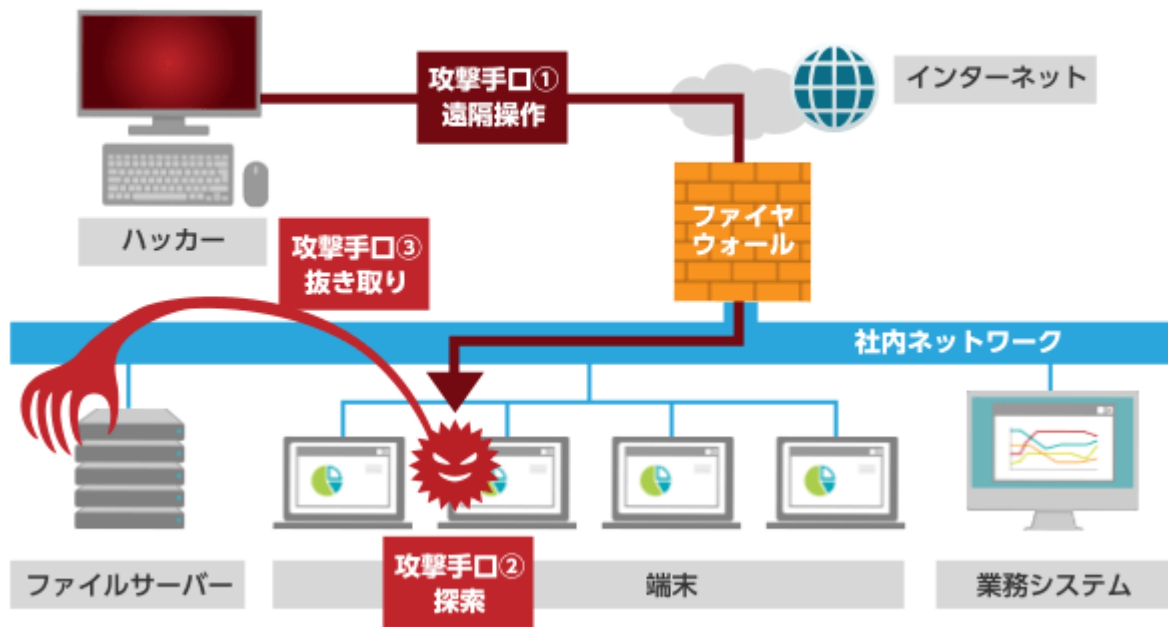 攻撃手口①
遠隔操作
インターネット
ファイヤ
ウォール
ハッカー
攻撃手口③
抜き取り
社内ネットワーク
攻撃手口②
探索
ファイルサーバー
端末
業務システム